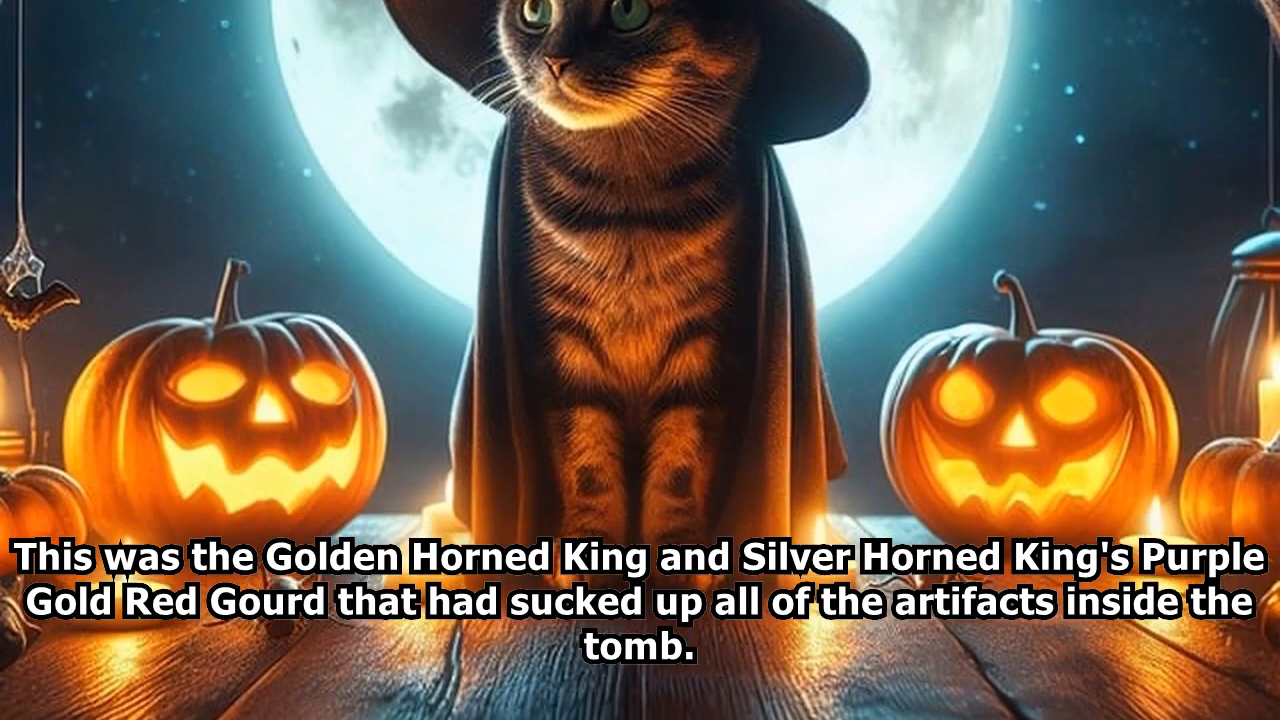 This was the Golden Horned King and Silver Horned King's Purple
Gold Red Gourd that had sucked up all of the artifacts inside the
tomb.